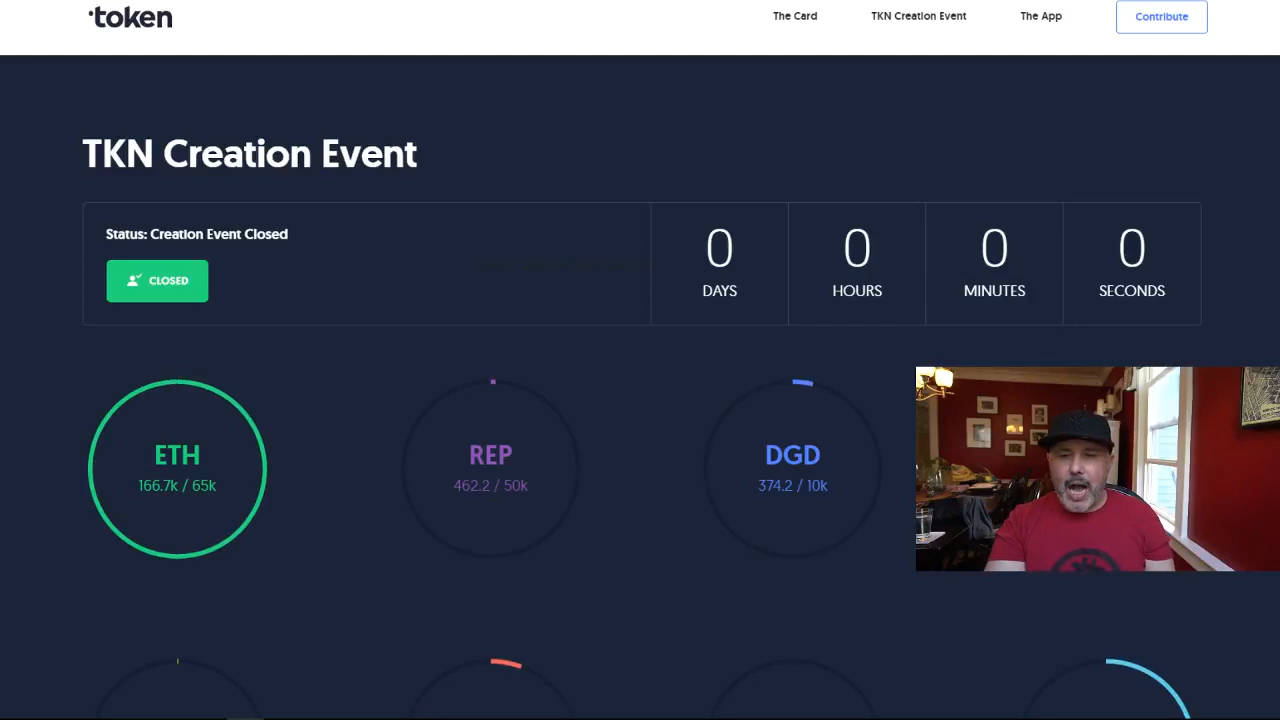 token
The Card
TKN Creation Event
The App
Contribute
TKN Creation Event
Status: Creation Event Closed
CLOSED
0
DAYS
0
HOURS
0
MINUTES
0
SECONDS
ETH
166.7k / 65k
REP
462.2 / 50k
DGD
374.2 / 10k